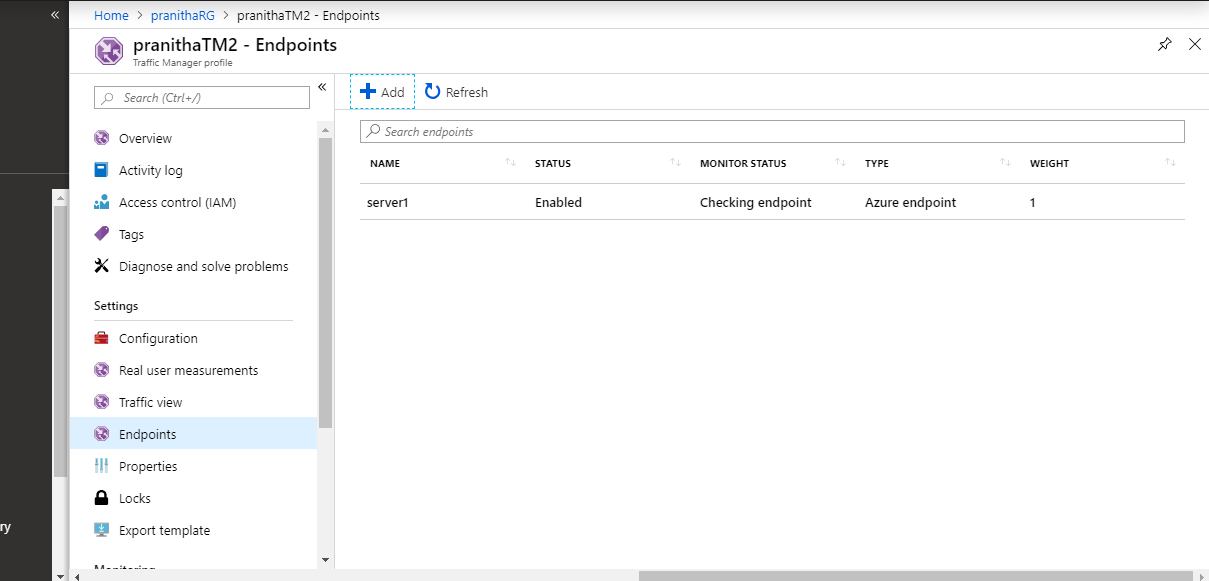 Home > pranithaRG > pranithaTM2 - Endpoints
pranithaTM2 - Endpoints
Traffic Manager profile
Search (Ctrl+/)
Overview
Activity log
Access control (IAM)
Tags
Diagnose and solve problems
Settings
Configuration
Real user measurements
Traffic view
Endpoints
Properties
Locks
Export template
Monitoring
Add Refresh
Search endpoints
NAME STATUS MONITOR STATUS TYPE WEIGHT
server1 Enabled Checking endpoint Azure endpoint 1
ry